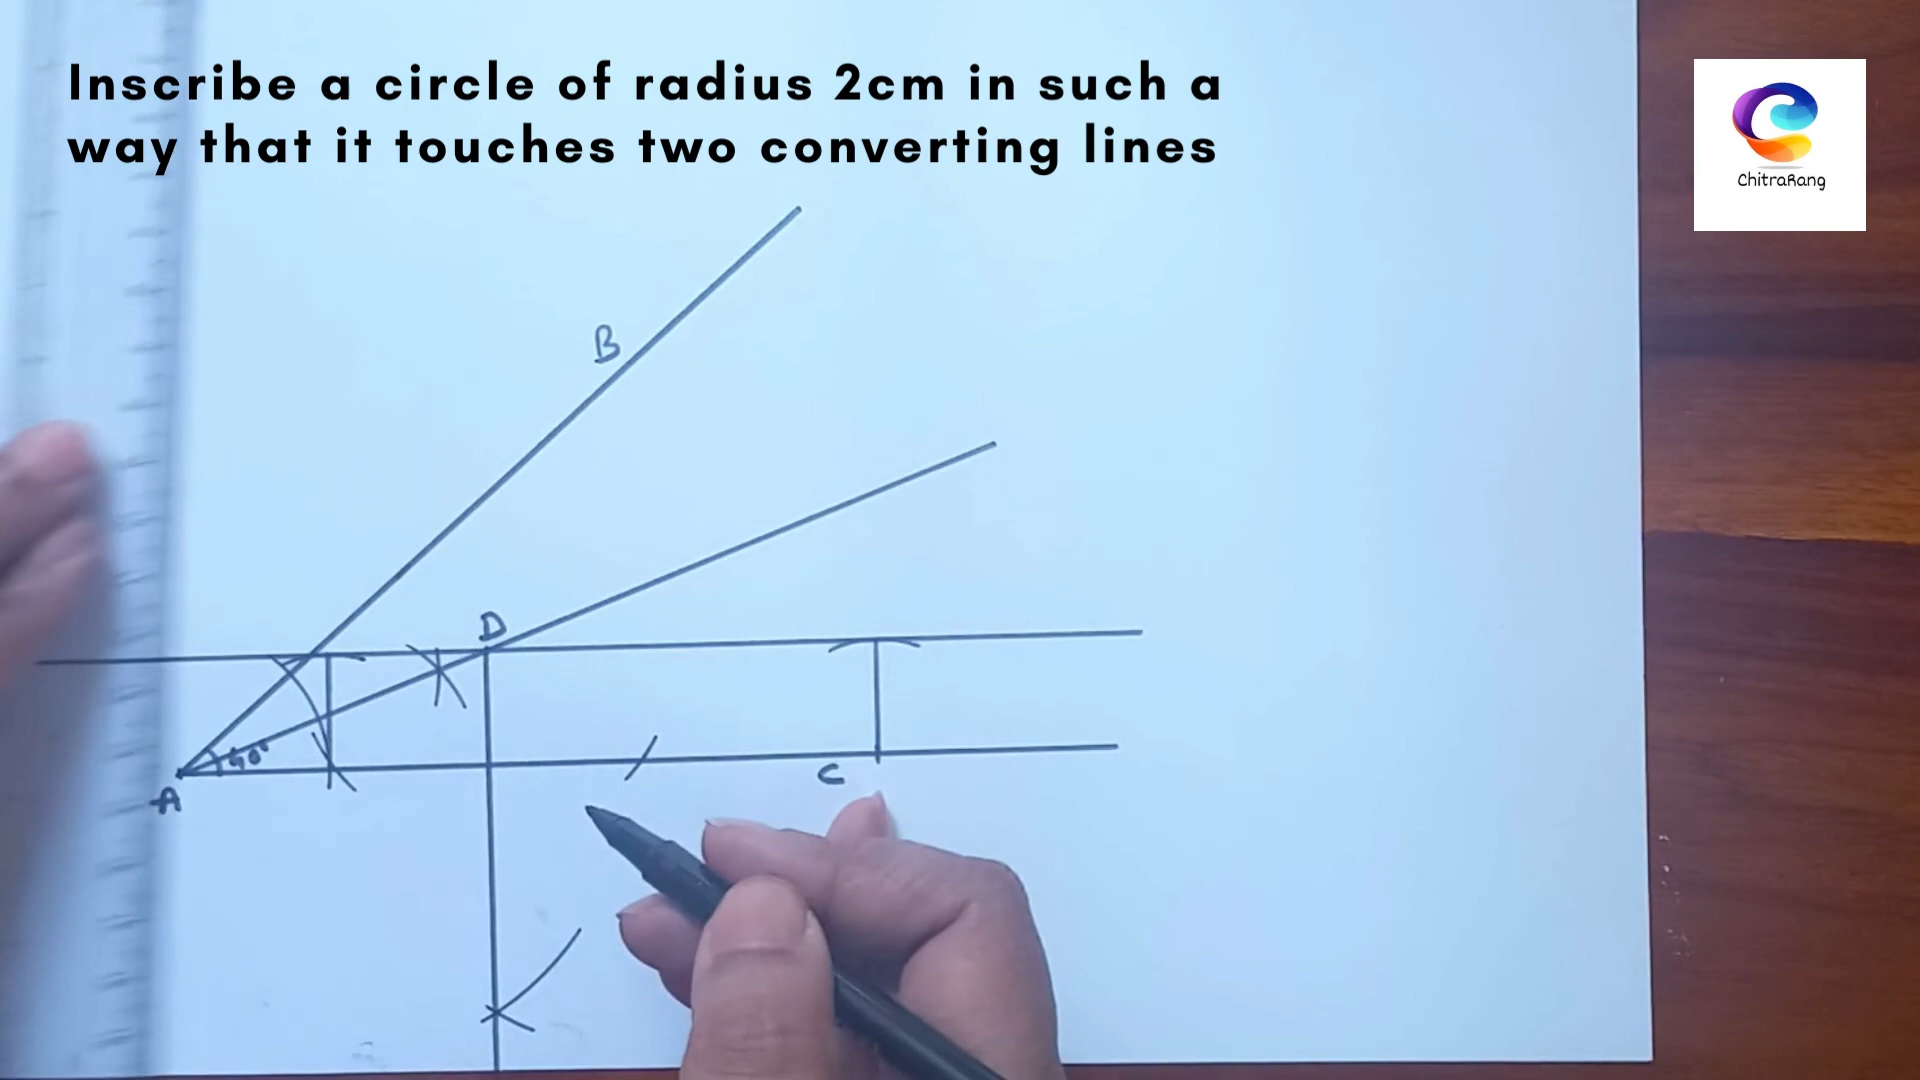 Inscribe a circle of radius 2cm in such a
way that it touches two converting lines
ChitraRang
B
D
40°
C
A